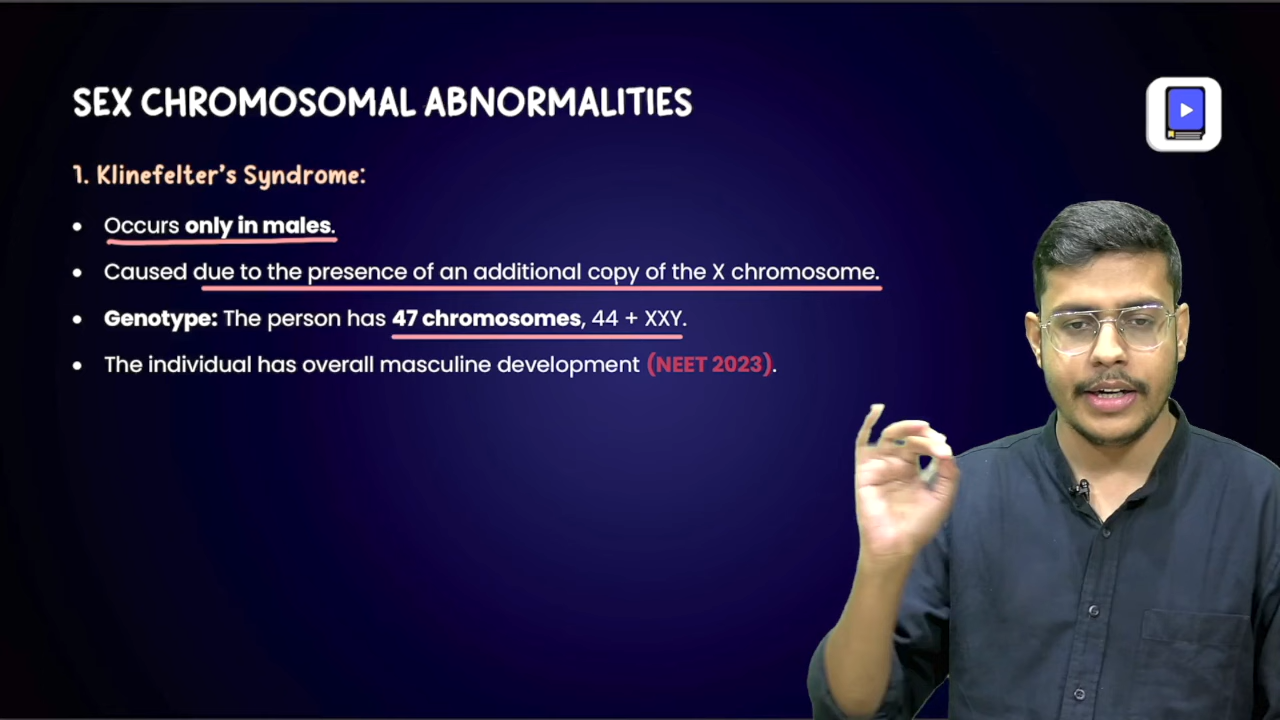 SEX CHROMOSOMAL ABNORMALITIES
1. Klinefelter's Syndrome:
• Occurs only in males.
• Caused due to the presence of an additional copy of the X chromosome.
• Genotype: The person has 47 chromosomes, 44 + XXY.
• The individual has overall masculine development (NEET 2023).